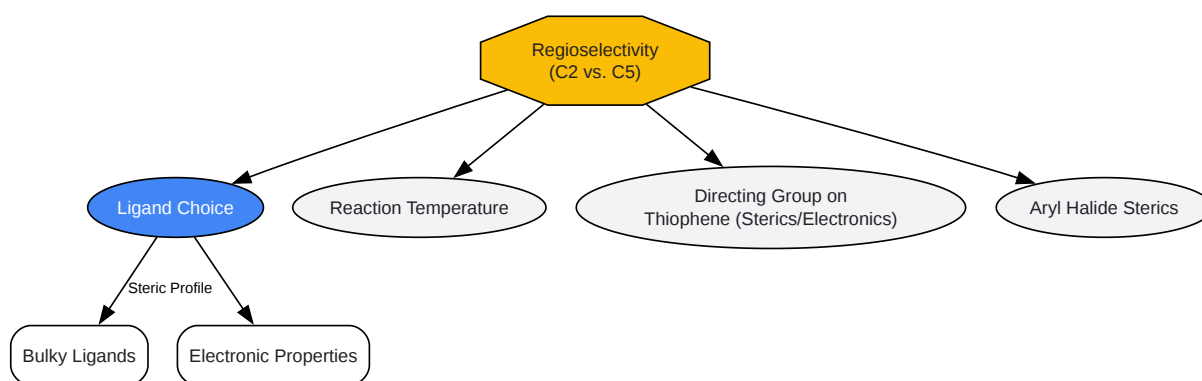 Regioselectivity
(C2 vs. C5)
Ligand Choice
Reaction Temperature
Directing Group on
Thiophene (Sterics/Electronics)
Aryl Halide Sterics
Steric Profile
Bulky Ligands
Electronic Properties